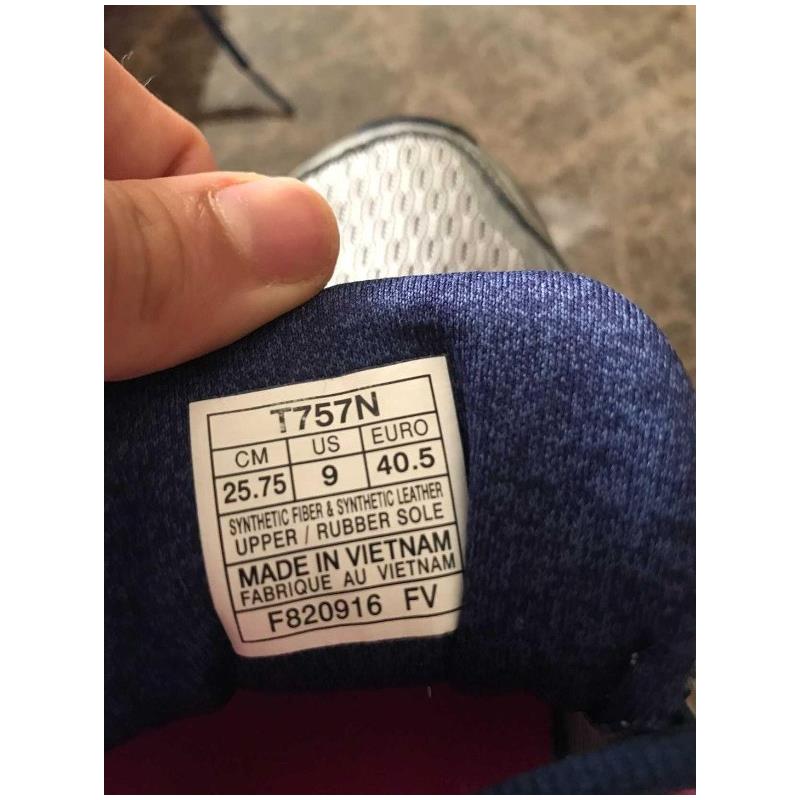 T757N
CM US EURO
25.75 9 40.5
SYNTHETIC FIBER & SYNTHETIC LEATHER
UPPER / RUBBER SOLE
MADE IN VIETNAM
FABRIQUE AU VIETNAM
F820916 FV